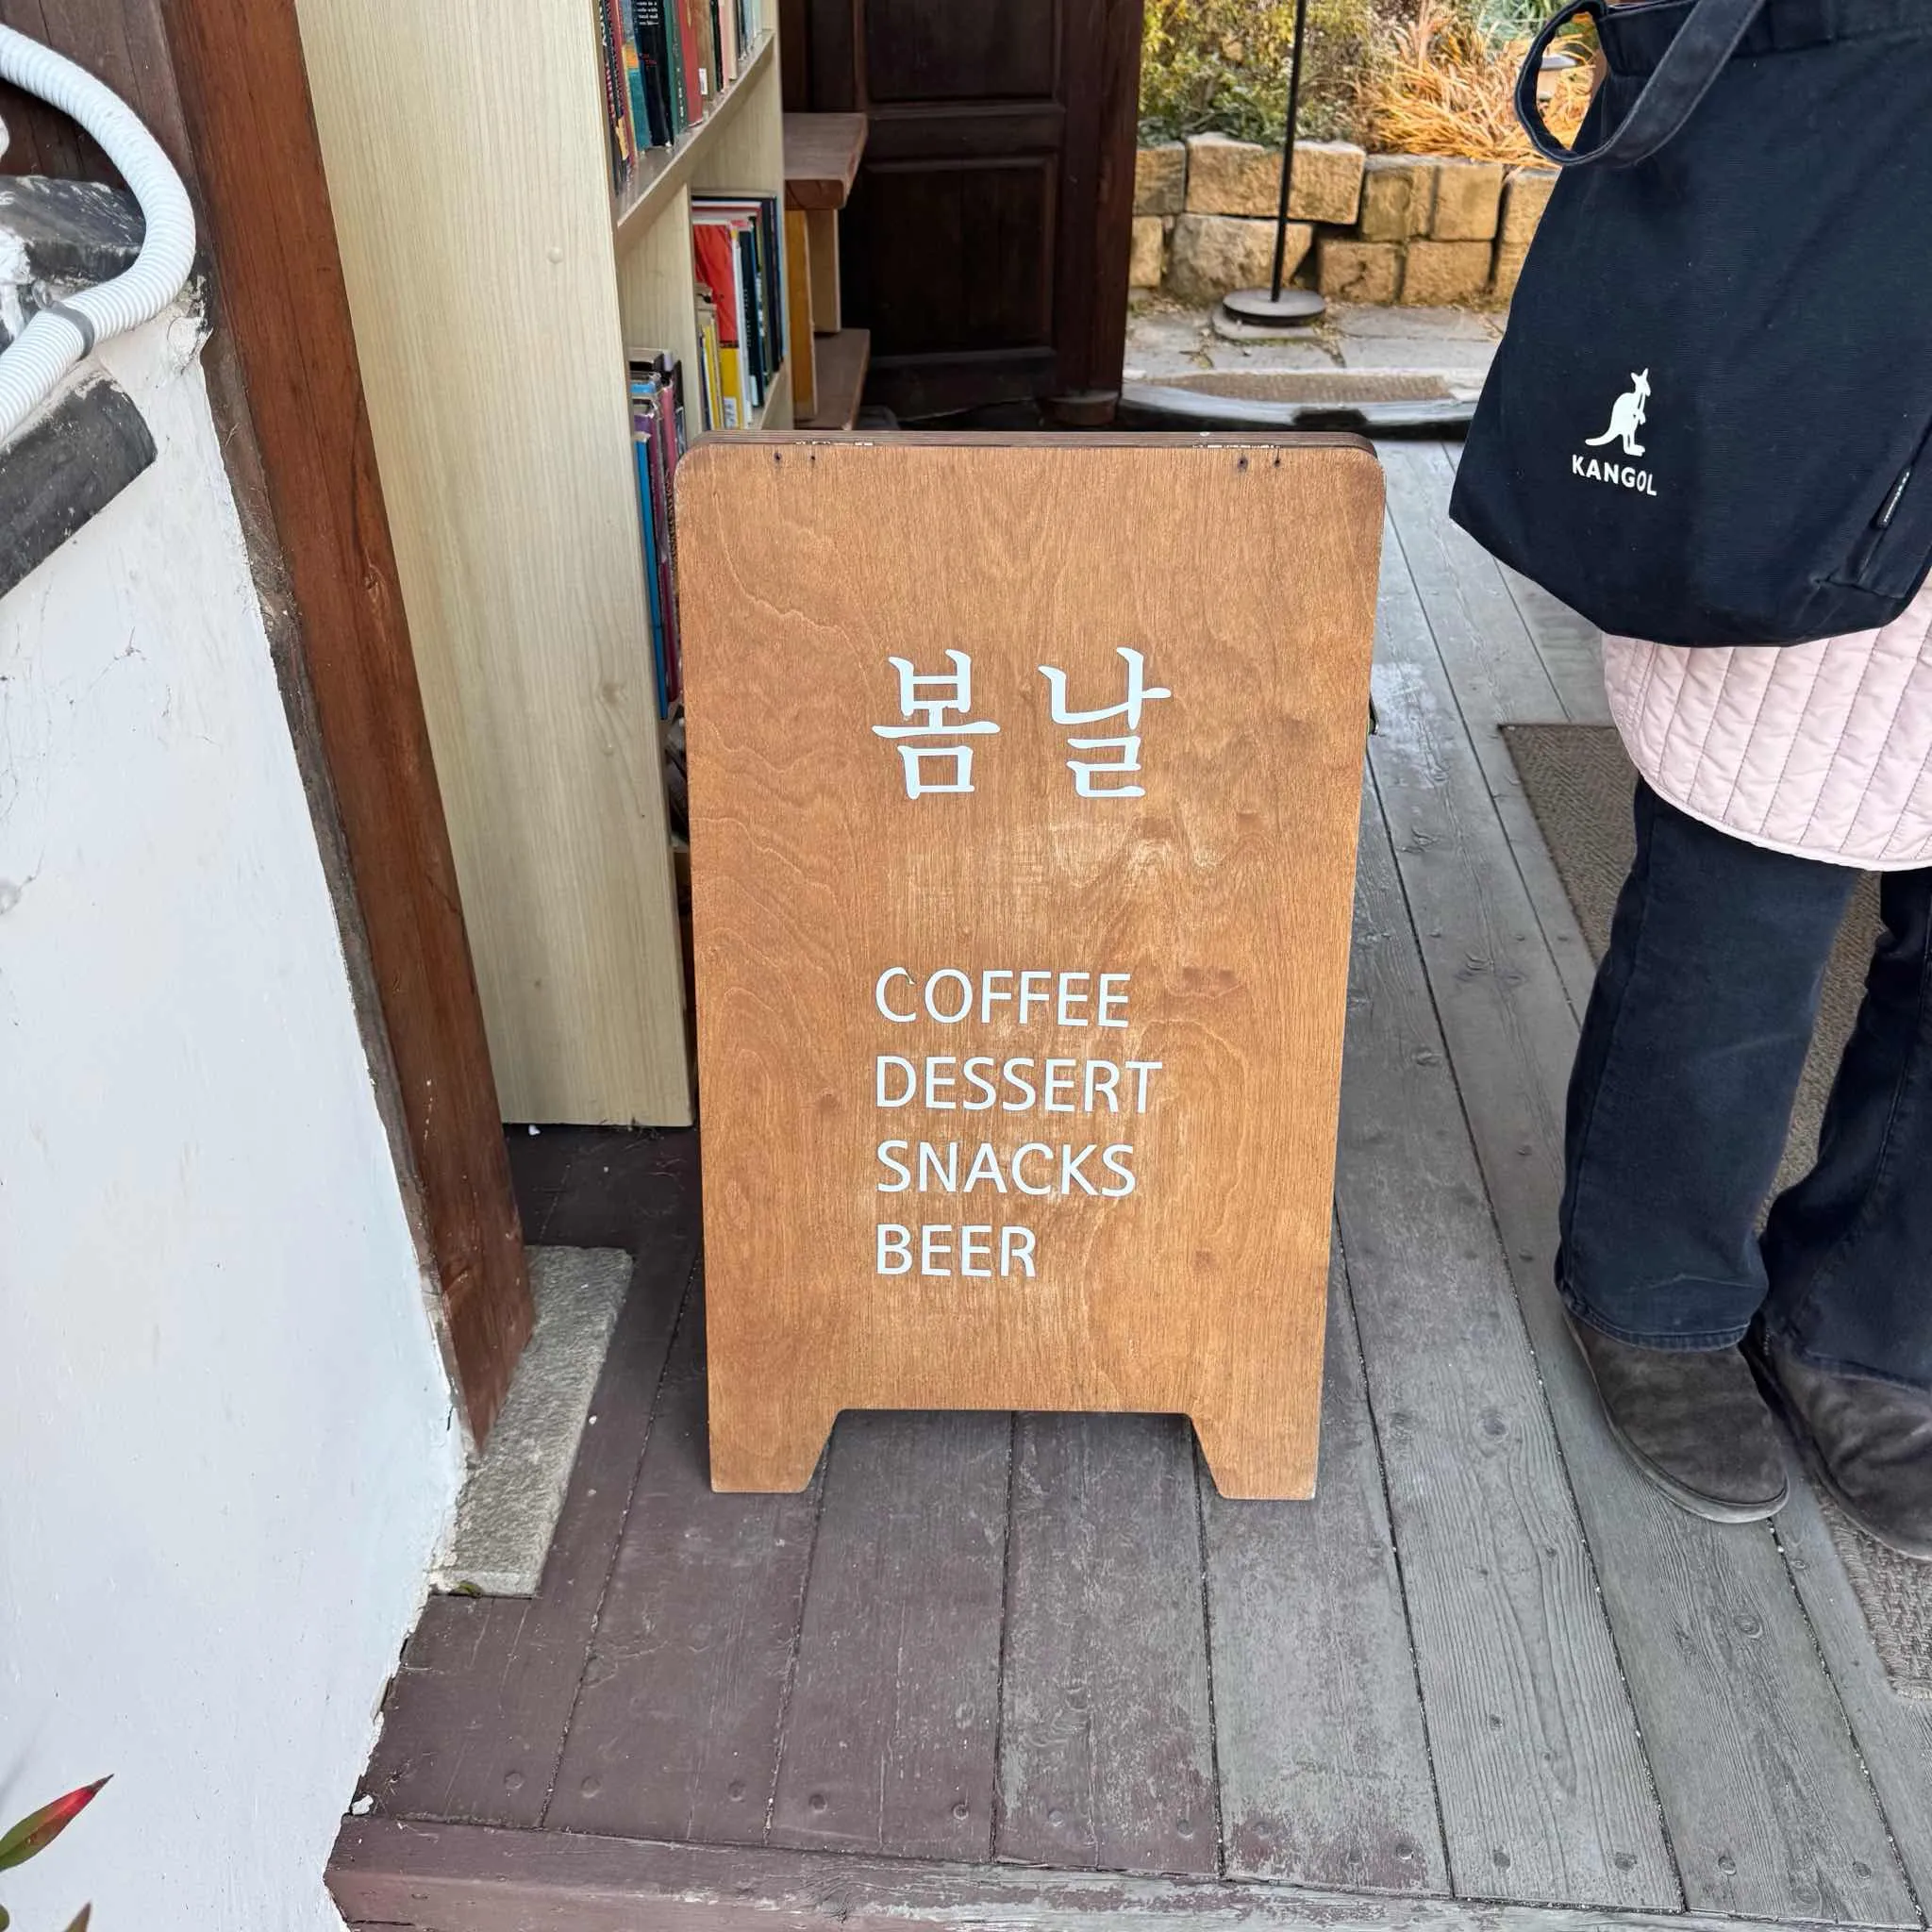 봄날
COFFEE
DESSERT
SNACKS
BEER
KANGOL